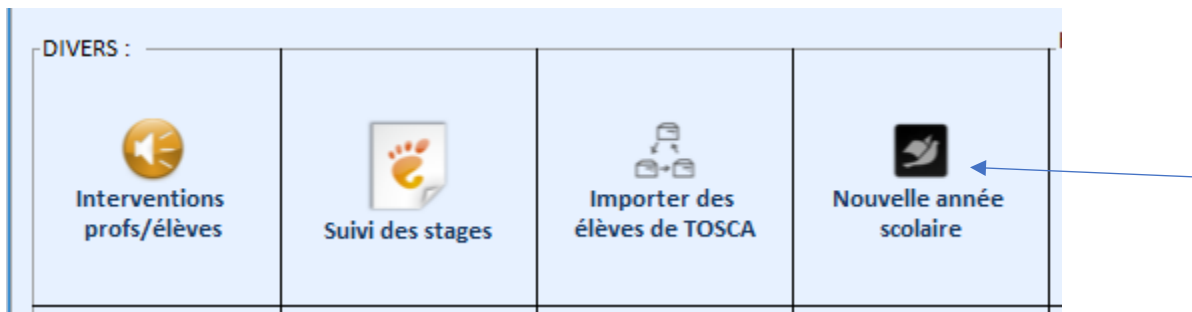 DIVERS :
Interventions
profs/élèves
Suivi des stages
Importer des
élèves de TOSCA
Nouvelle année
scolaire